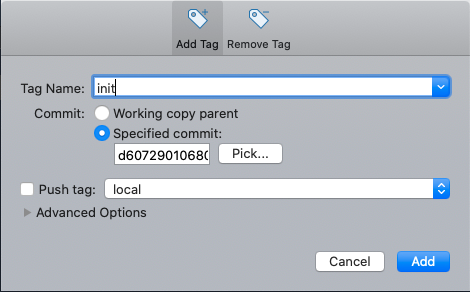 Add Tag Remove Tag
Tag Name: init
Commit: Working copy parent
Specified commit:
d6072901068 Pick...
Push tag: local
Advanced Options
Cancel Add